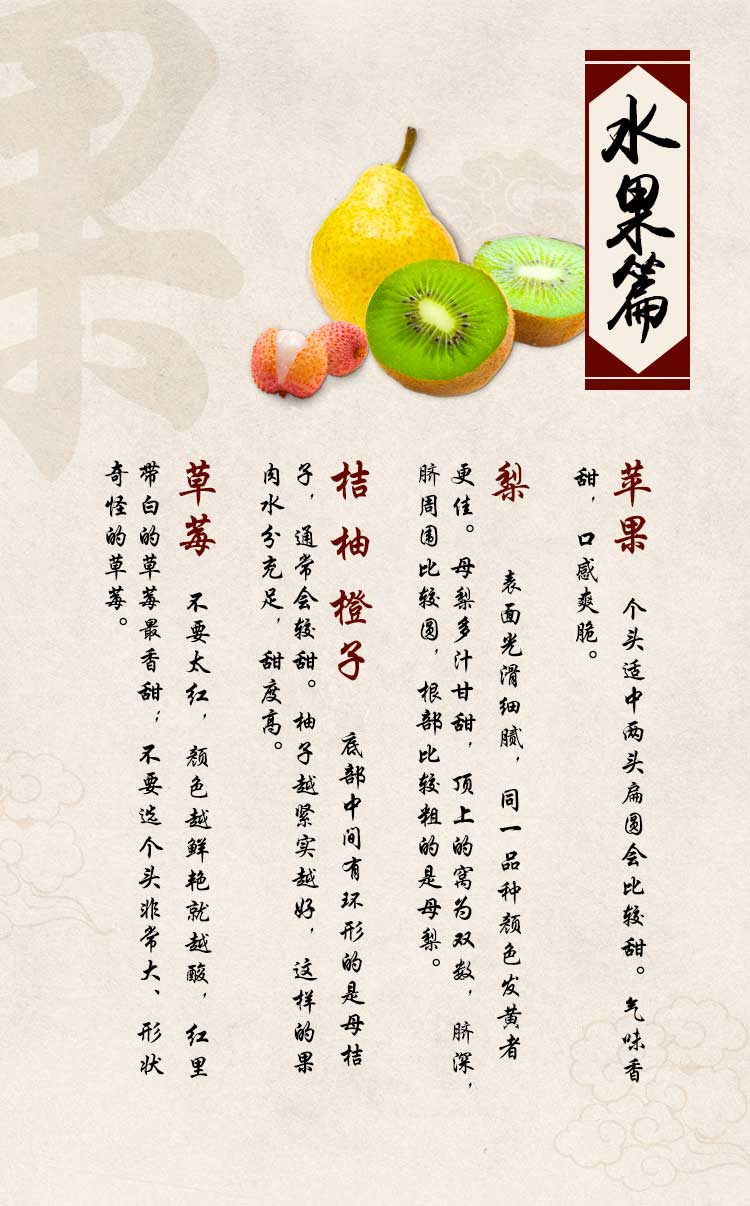 水果篇
苹果 个头适中两头扁圆会比较甜。气味香
甜，口感爽脆。
梨 表面光滑细腻，同一品种颜色发黄者
更佳。母梨多汁甘甜，顶上的窝为双数，脐深，
脐周围比较圆，根部比较粗的是母梨。
桔柚橙子 底部中间有环形的是母桔
子，通常会较甜。柚子越紧实越好，这样的果
肉水分充足，甜度高。
草莓 不要太红，颜色越鲜艳就越酸，红里
带白的草莓最香甜；不要选个头非常大、形状
奇怪的草莓。
果